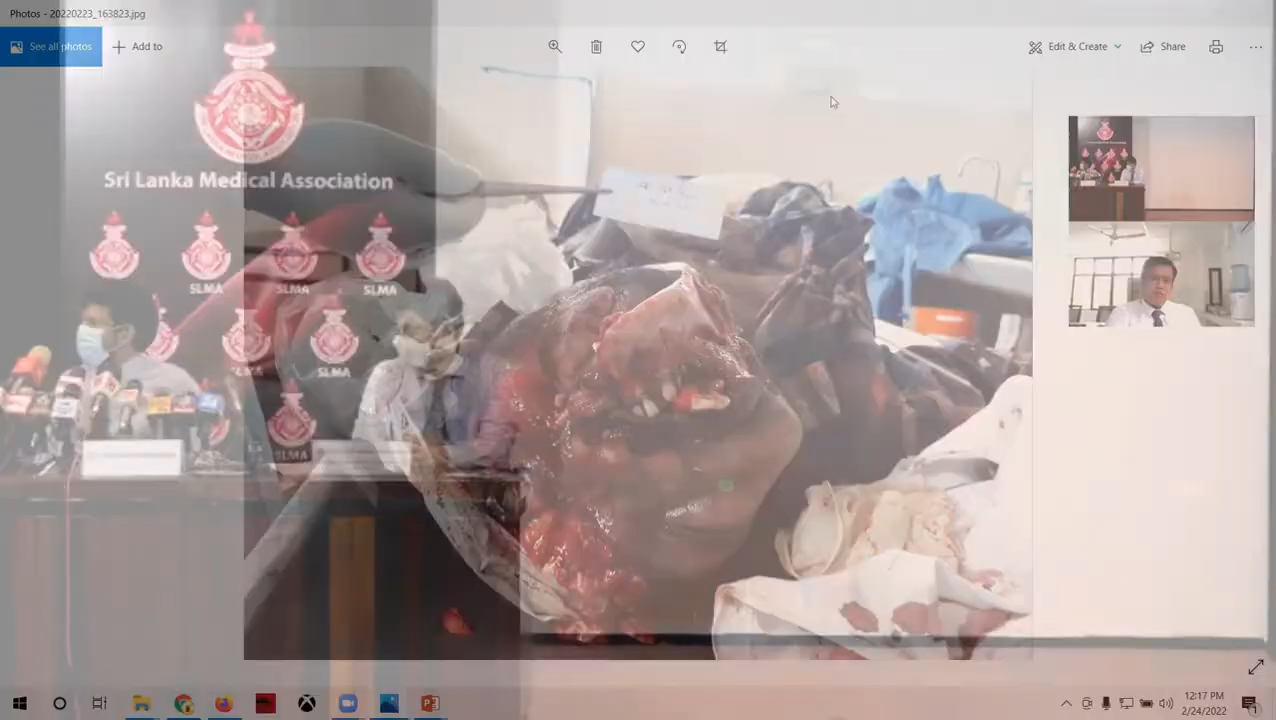 Photos - 20220223_163823.jpg
See all photos
Add to
Edit & Create
Share
Sri Lanka Medical Association
SLMA
SLMA
SLMA
SLMA
SLMA
12:17 PM
2/24/2022